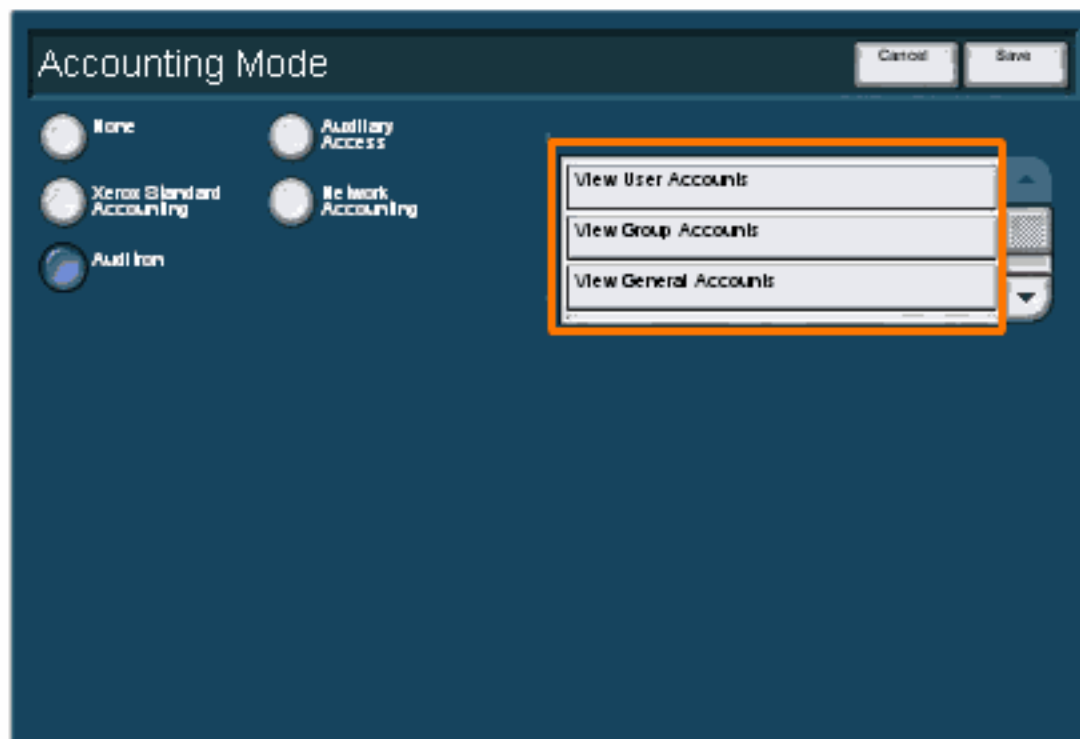 Accounting Mode
Cancel
Save
None
Auxiliary
Access
Xerox Standard
Accounting
Network
Accounting
Auditron
View User Accounts
View Group Accounts
View General Accounts